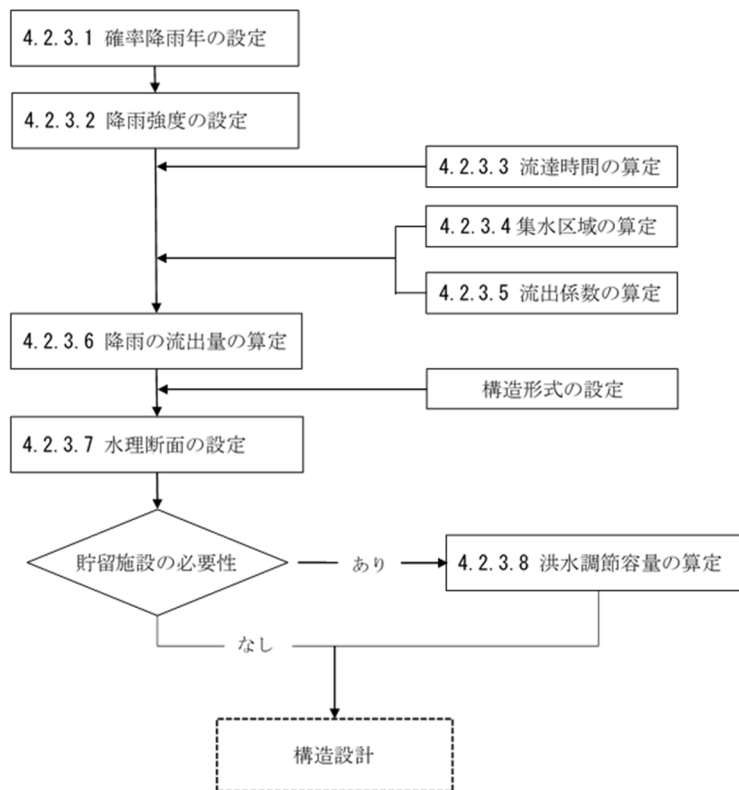 4.2.3.1 確率降雨年の設定
4.2.3.2 降雨強度の設定
4.2.3.3 流達時間の算定
4.2.3.4 集水区域の算定
4.2.3.5 流出係数の算定
4.2.3.6 降雨の流出量の算定
構造形式の設定
4.2.3.7 水理断面の設定
貯留施設の必要性
あり
4.2.3.8 洪水調節容量の算定
なし
構造設計